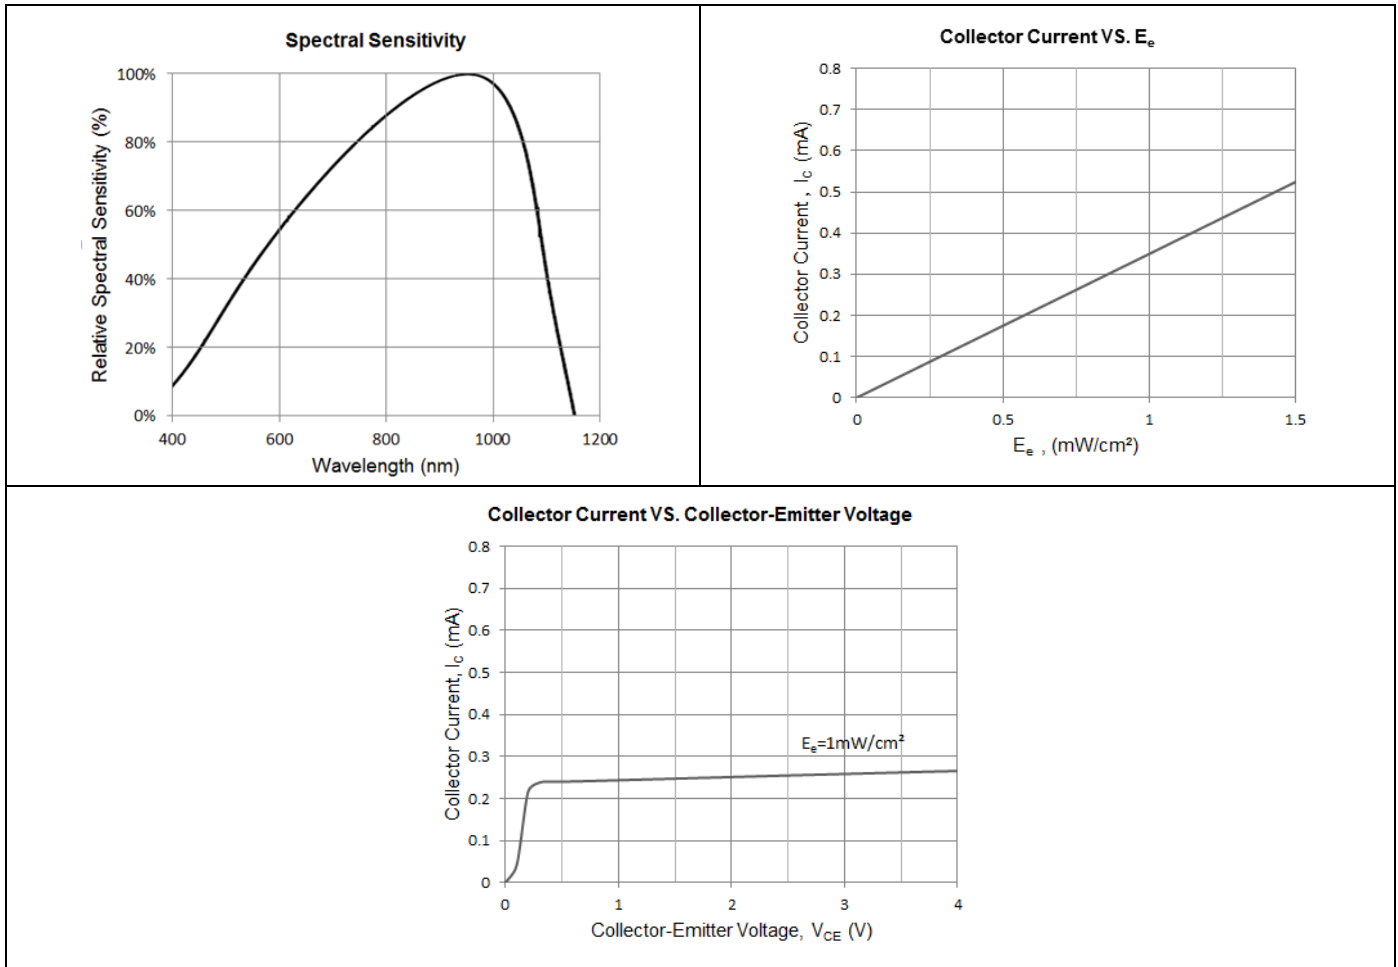 Spectral Sensitivity
Relative Spectral Sensitivity (%)
100%
80%
60%
40%
20%
0%
400 600 800 1000 1200
Wavelength (nm)
Collector Current VS. Ee
Collector Current , IC (mA)
0.8
0.7
0.6
0.5
0.4
0.3
0.2
0.1
0
0 0.5 1 1.5
Ee , (mW/cm²)
Collector Current VS. Collector-Emitter Voltage
Collector Current, IC (mA)
0.8
0.7
0.6
0.5
0.4
0.3
0.2
0.1
0
Ee=1mW/cm²
0 1 2 3 4
Collector-Emitter Voltage, VCE (V)